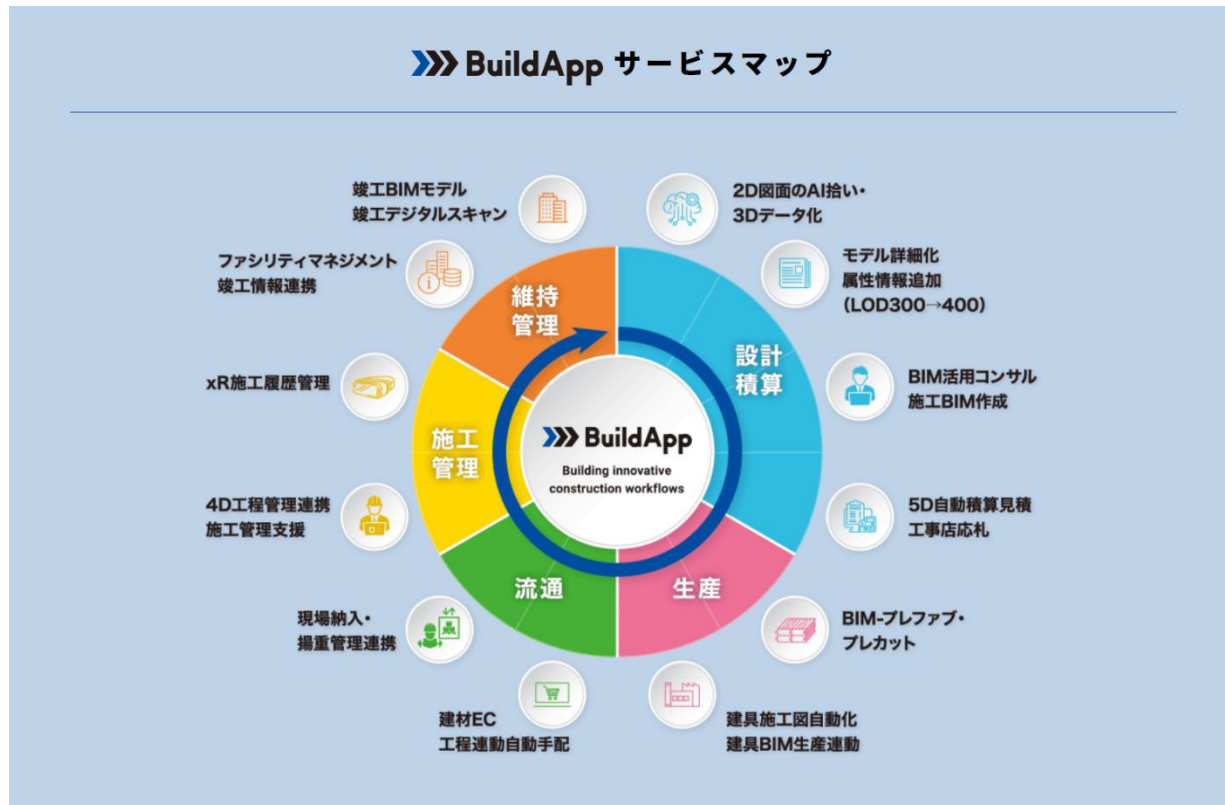 BuildApp サービスマップ
竣工BIMモデル
竣工デジタルスキャン
2D図面のAI拾い・
3Dデータ化
ファシリティマネジメント
竣工情報連携
モデル詳細化
属性情報追加
(LOD300→400)
維持
管理
設計
積算
xR施工履歴管理
BIM活用コンサル
施工BIM作成
施工
管理
BuildApp
Building innovative
construction workflows
4D工程管理連携
施工管理支援
5D自動積算見積
工事店応札
流通
生産
現場納入・
揚重管理連携
BIM-プレファブ・
プレカット
建材EC
工程連動自動手配
建具施工図自動化
建具BIM生産連動